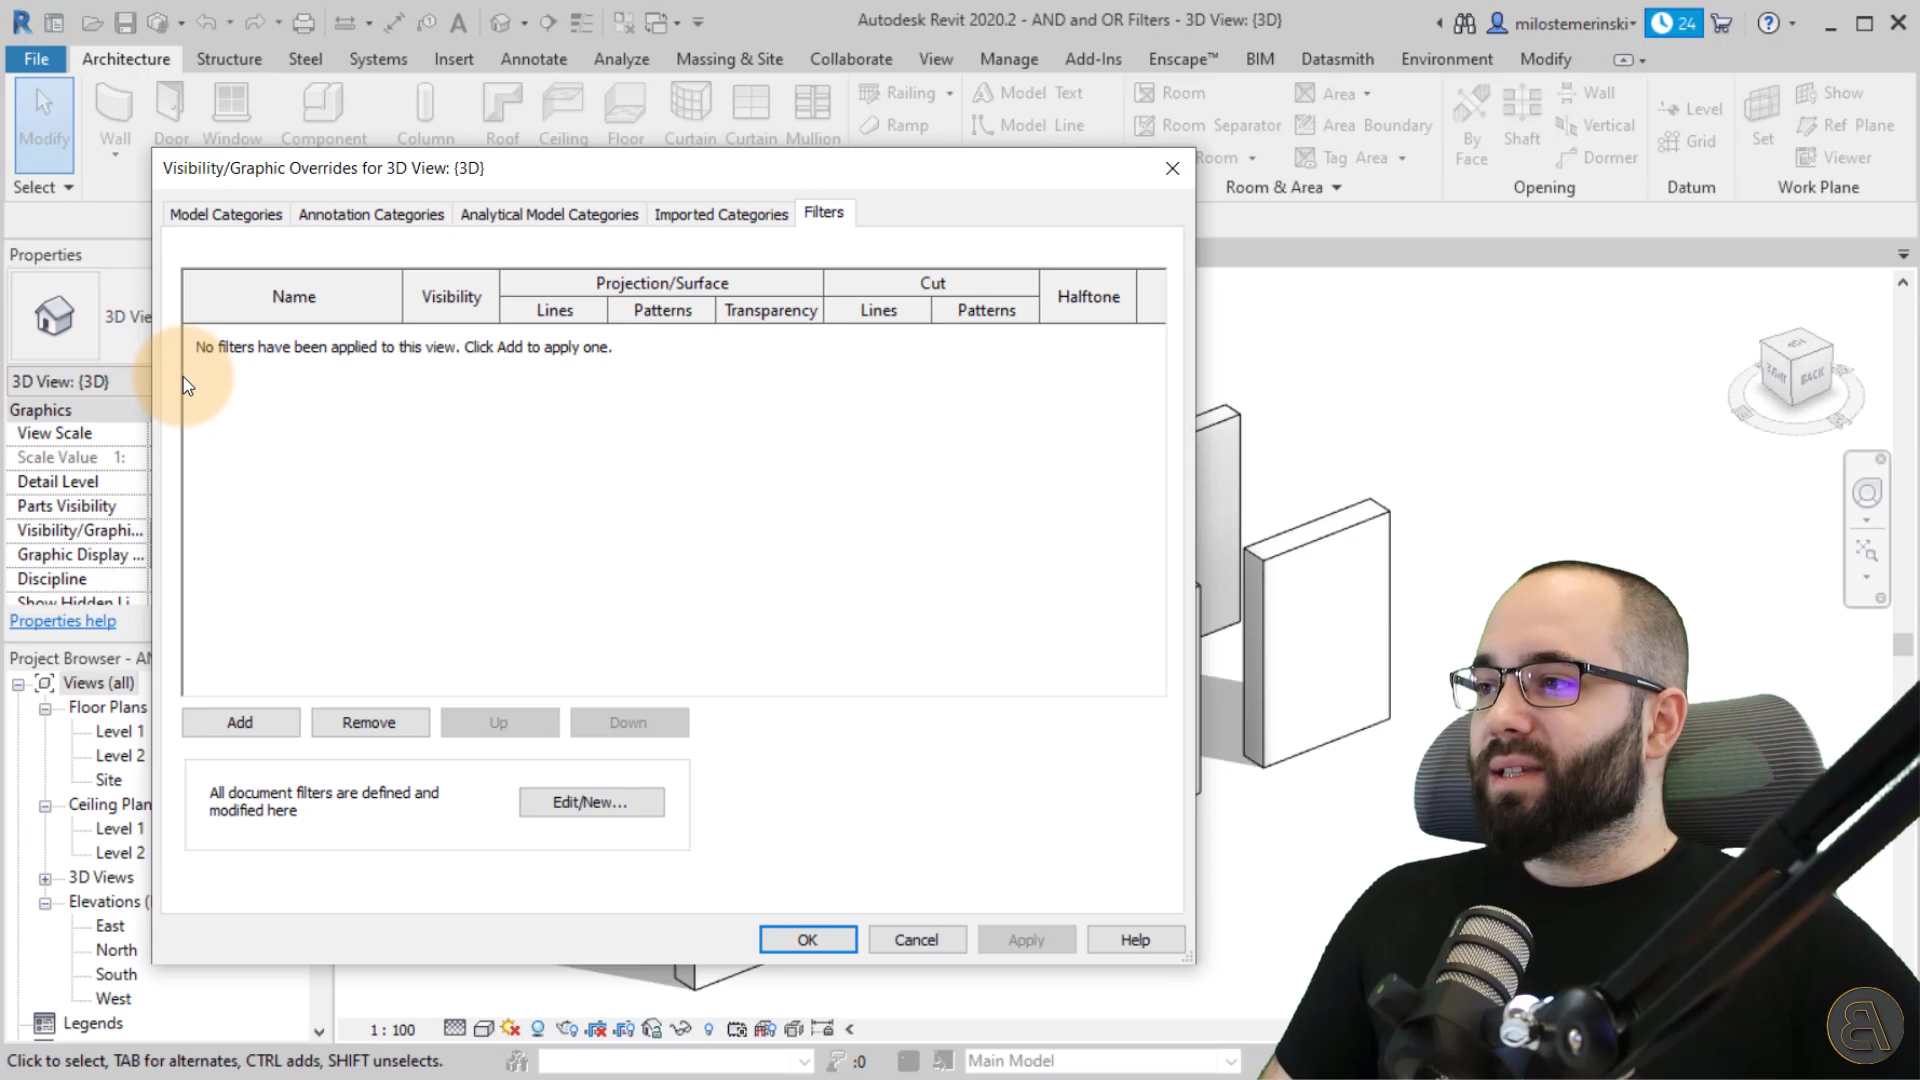 Autodesk Revit 2020.2 - AND and OR Filters - 3D View: {3D}
milostemerinski
24
File Architecture Structure Steel Systems Insert Annotate Analyze Massing & Site Collaborate View Manage Add-Ins Enscape™ BIM Datasmith Environment Modify
Modify Wall Door Window Component Column Roof Ceiling Floor Curtain Curtain Mullion
Railing
Ramp
Model Text
Model Line
Room
Room Separator
Room
Area
Area Boundary
Tag Area
By Face
Shaft
Wall
Vertical
Dormer
Level
Grid
Set
Show
Ref Plane
Viewer
Select
Room & Area
Opening
Datum
Work Plane
Visibility/Graphic Overrides for 3D View: {3D}
Model Categories Annotation Categories Analytical Model Categories Imported Categories Filters
Name Visibility Projection/Surface Cut Halftone
Lines Patterns Transparency Lines Patterns
No filters have been applied to this view. Click Add to apply one.
Add Remove Up Down
All document filters are defined and
modified here
Edit/New...
OK Cancel Apply Help
Properties
3D Vie
3D View: {3D}
Graphics
View Scale
Scale Value 1:
Detail Level
Parts Visibility
Visibility/Graphi...
Graphic Display ...
Discipline
Show Hidden Li
Properties help
Project Browser - AN
Views (all)
Floor Plans
Level 1
Level 2
Site
Ceiling Plan
Level 1
Level 2
3D Views
Elevations (
East
North
South
West
Legends
BACK
1 : 100
Click to select, TAB for alternates, CTRL adds, SHIFT unselects.
:0
Main Model